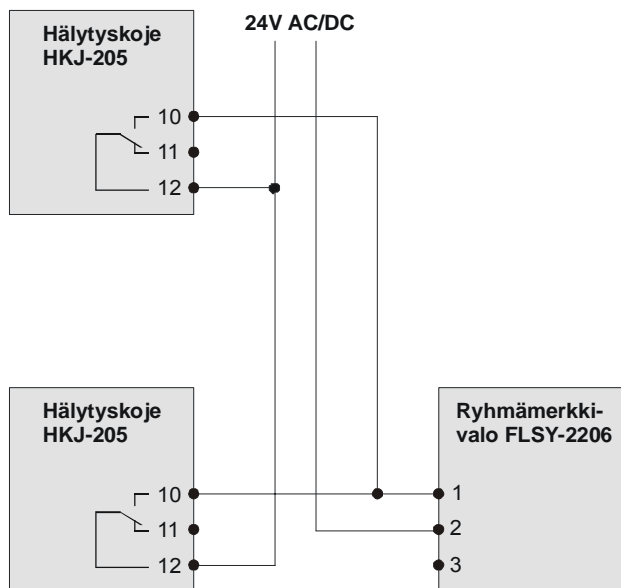 Hälytyskoje
HKJ-205
24V AC/DC
10
11
12
Hälytyskoje
HKJ-205
10
11
12
Ryhmämerkki-
valo FLSY-2206
1
2
3